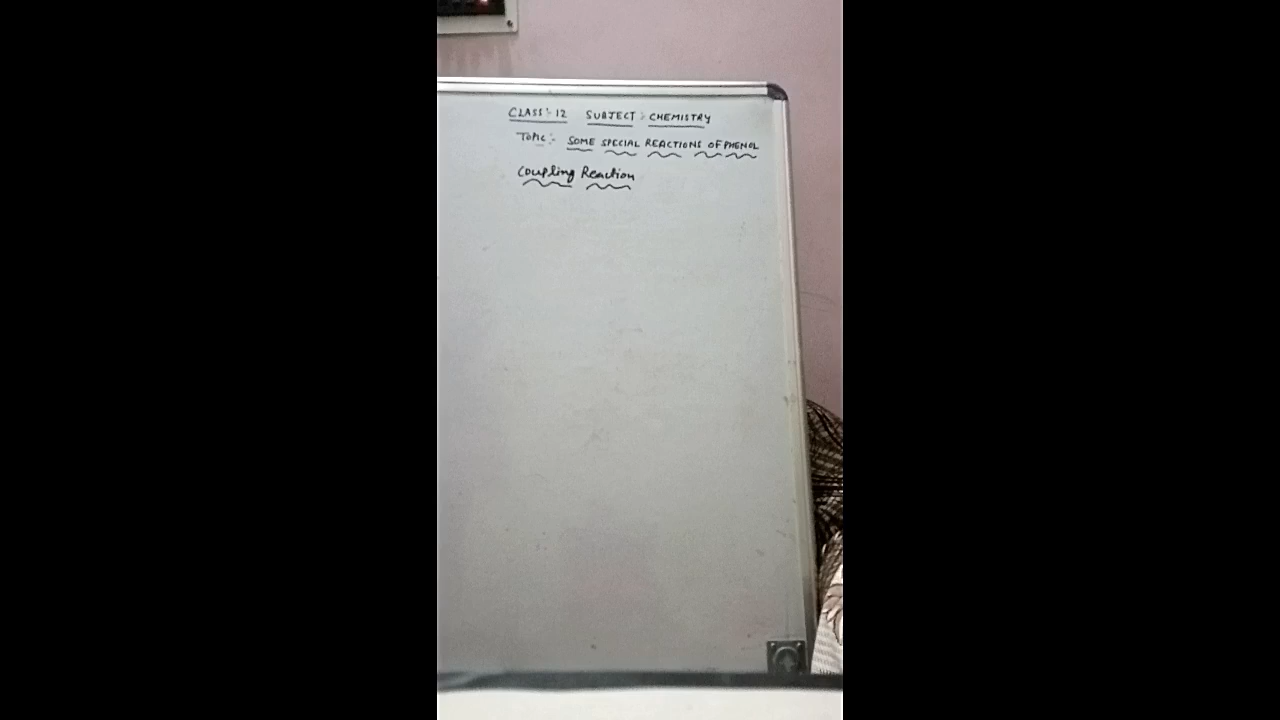 CLASS:- 12 SUBJECT:- CHEMISTRY
TOPIC:- SOME SPECIAL REACTIONS OF PHENOL
Coupling Reaction